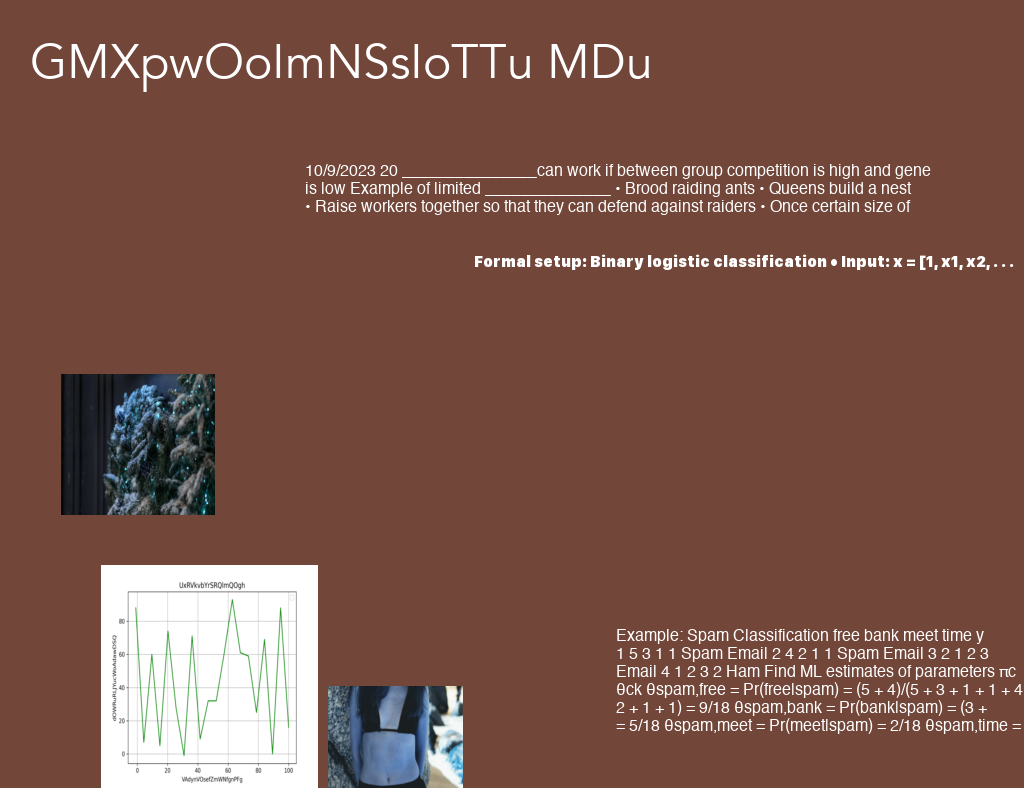 GMXpwOoImNSsIoTTu MDu
10/9/2023 20 ________________can work if between group competition is high and gene
is low Example of limited _______________ • Brood raiding ants • Queens build a nest
• Raise workers together so that they can defend against raiders • Once certain size of
Formal setup: Binary logistic classification • Input: x = [1, x1, x2, . . .
UxRVkvbYrSRQImQOgh
80
60
40
20
0
0 20 40 60 80 100
VAdynVOsefZmWNfgnPFg
Example: Spam Classification free bank meet time y
1 5 3 1 1 Spam Email 2 4 2 1 1 Spam Email 3 2 1 2 3
Email 4 1 2 3 2 Ham Find ML estimates of parameters πc
θck θspam,free = Pr(free|spam) = (5 + 4)/(5 + 3 + 1 + 1 + 4
2 + 1 + 1) = 9/18 θspam,bank = Pr(bank|spam) = (3 +
= 5/18 θspam,meet = Pr(meet|spam) = 2/18 θspam,time =